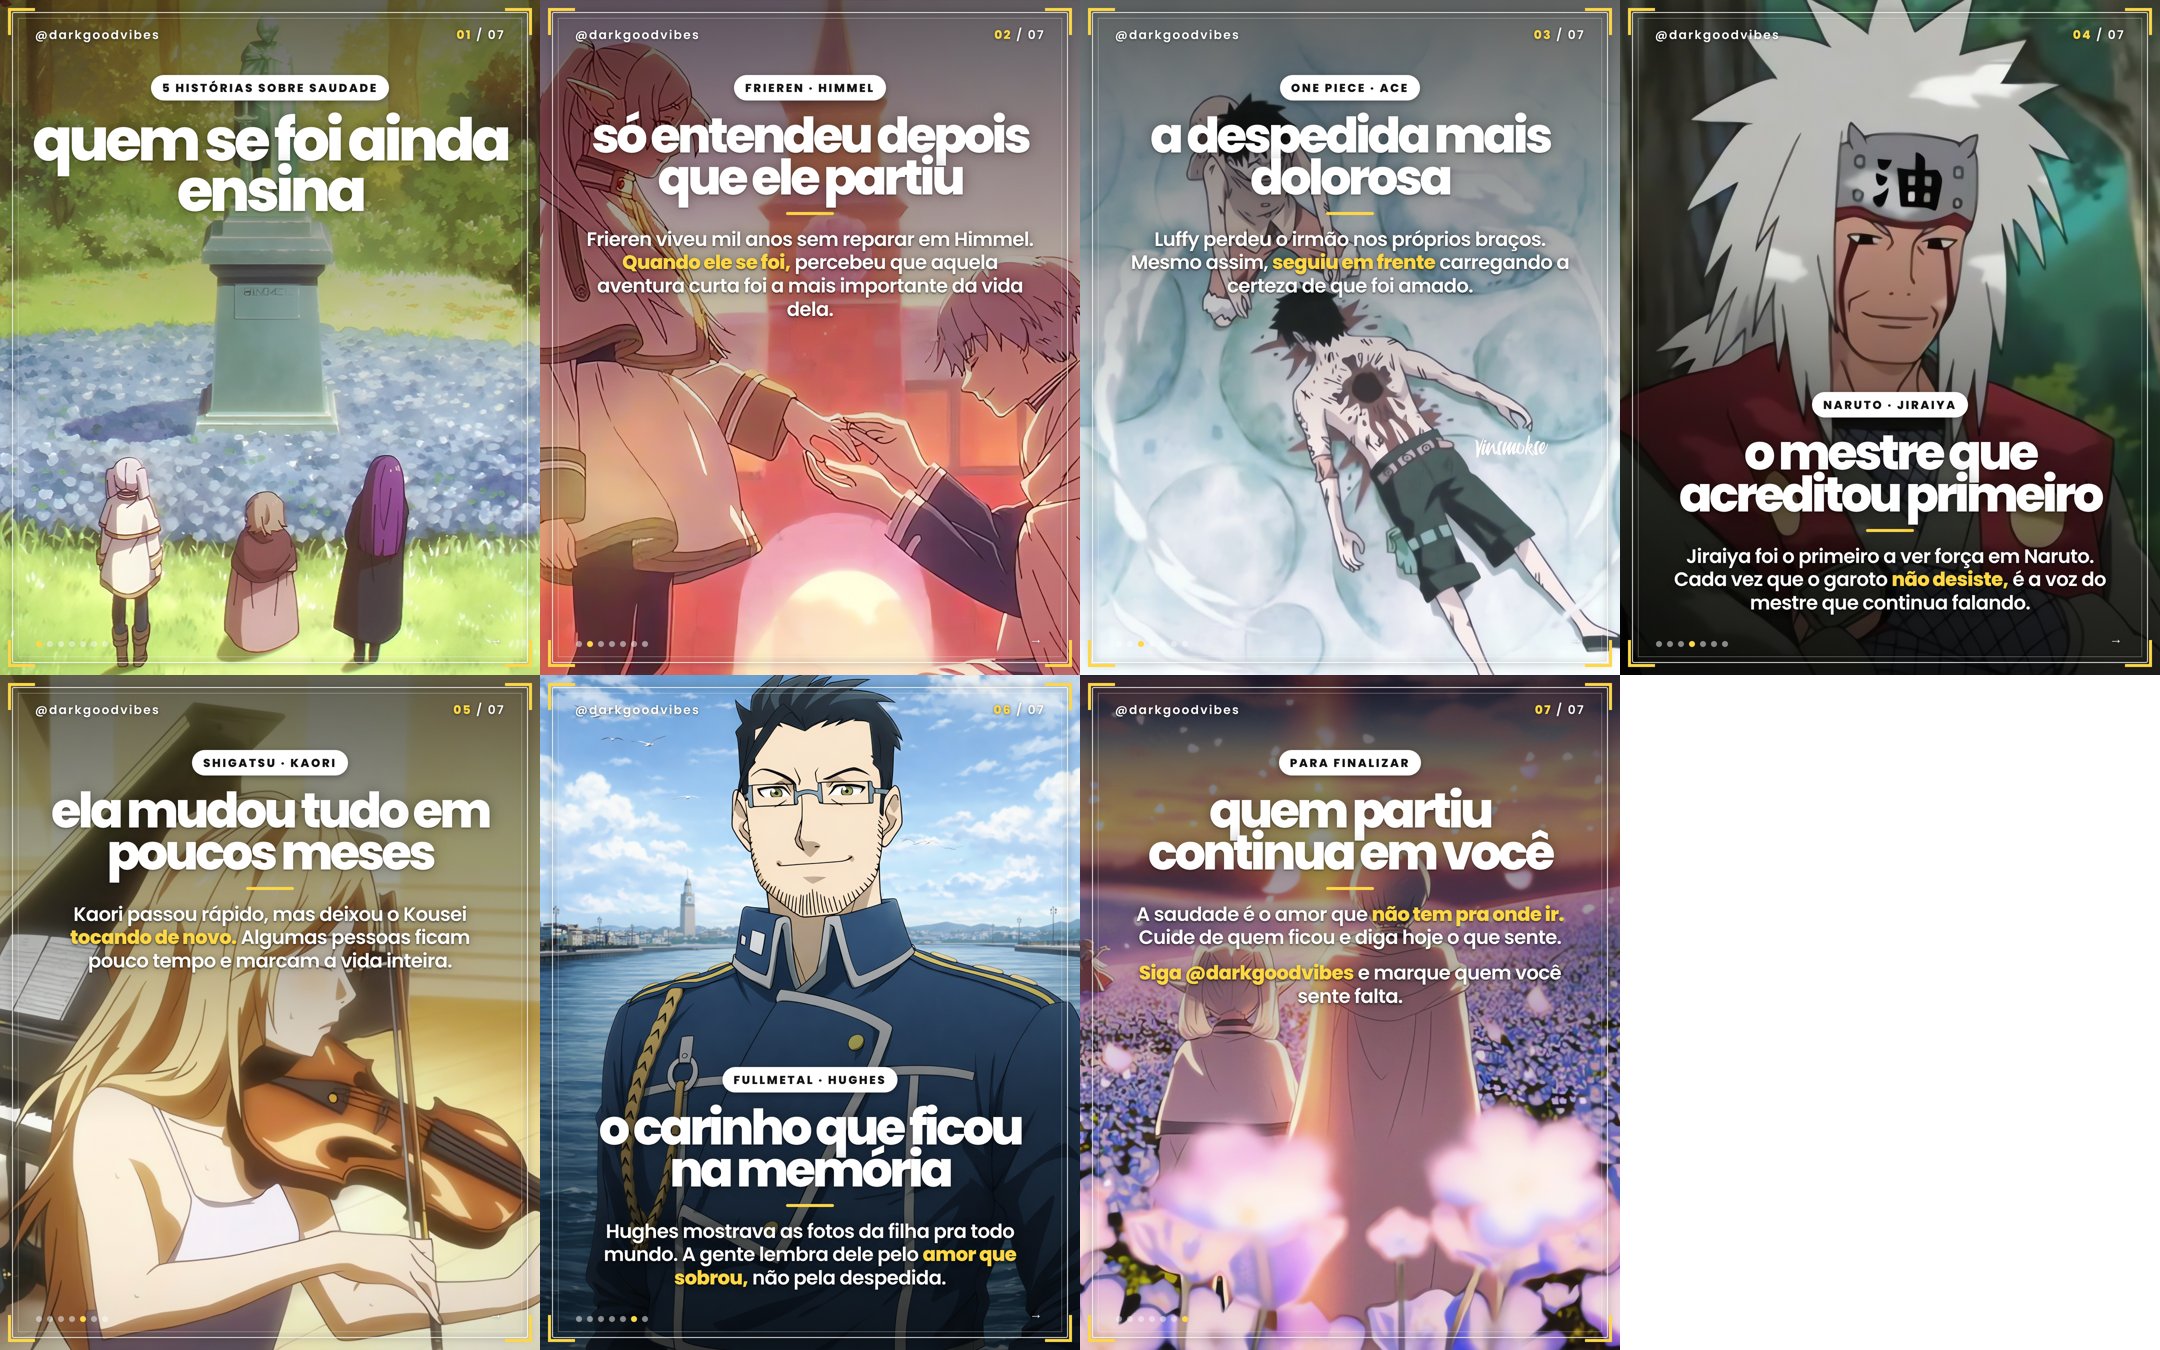 @darkgoodvibes
01 / 07
5 HISTÓRIAS SOBRE SAUDADE
quem se foi ainda
ensina
@darkgoodvibes
02 / 07
FRIEREN · HIMMEL
só entendeu depois
que ele partiu
Frieren viveu mil anos sem reparar em Himmel.
Quando ele se foi, percebeu que aquela
aventura curta foi a mais importante da vida
dela.
→
@darkgoodvibes
03 / 07
ONE PIECE · ACE
a despedida mais
dolorosa
Luffy perdeu o irmão nos próprios braços.
Mesmo assim, seguiu em frente carregando a
certeza de que foi amado.
Vinsmokse
@darkgoodvibes
04 / 07
油
NARUTO · JIRAIYA
o mestre que
acreditou primeiro
Jiraiya foi o primeiro a ver força em Naruto.
Cada vez que o garoto não desiste, é a voz do
mestre que continua falando.
→
@darkgoodvibes
05 / 07
SHIGATSU · KAORI
ela mudou tudo em
poucos meses
Kaori passou rápido, mas deixou o Kousei
tocando de novo. Algumas pessoas ficam
pouco tempo e marcam a vida inteira.
@darkgoodvibes
06 / 07
FULLMETAL · HUGHES
o carinho que ficou
na memória
Hughes mostrava as fotos da filha pra todo
mundo. A gente lembra dele pelo amor que
sobrou, não pela despedida.
→
@darkgoodvibes
07 / 07
PARA FINALIZAR
quem partiu
continua em você
A saudade é o amor que não tem pra onde ir.
Cuide de quem ficou e diga hoje o que sente.
Siga @darkgoodvibes e marque quem você
sente falta.